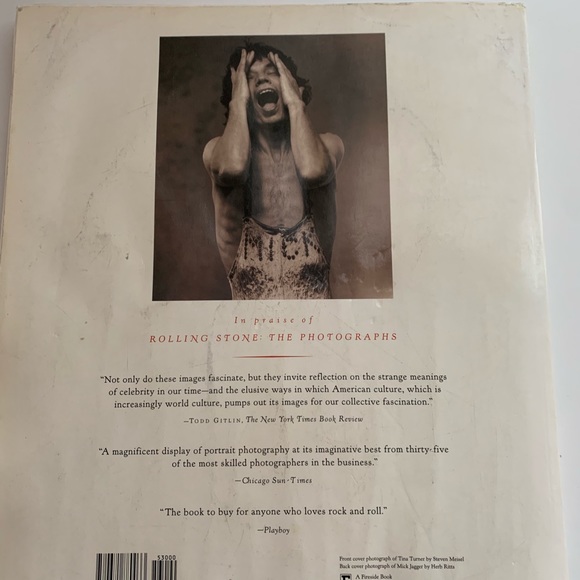 MICK
In praise of
ROLLING STONE: THE PHOTOGRAPHS
“Not only do these images fascinate, but they invite reflection on the strange meanings
of celebrity in our time—and the elusive ways in which American culture, which is
increasingly world culture, pumps out its images for our collective fascination.”
—TODD GITLIN, The New York Times Book Review
“A magnificent display of portrait photography at its imaginative best from thirty-five
of the most skilled photographers in the business.”
—Chicago Sun-Times
“The book to buy for anyone who loves rock and roll.”
—Playboy
53000
Front cover photograph of Tina Turner by Steven Meisel
Back cover photograph of Mick Jagger by Herb Ritts
A Fireside Book